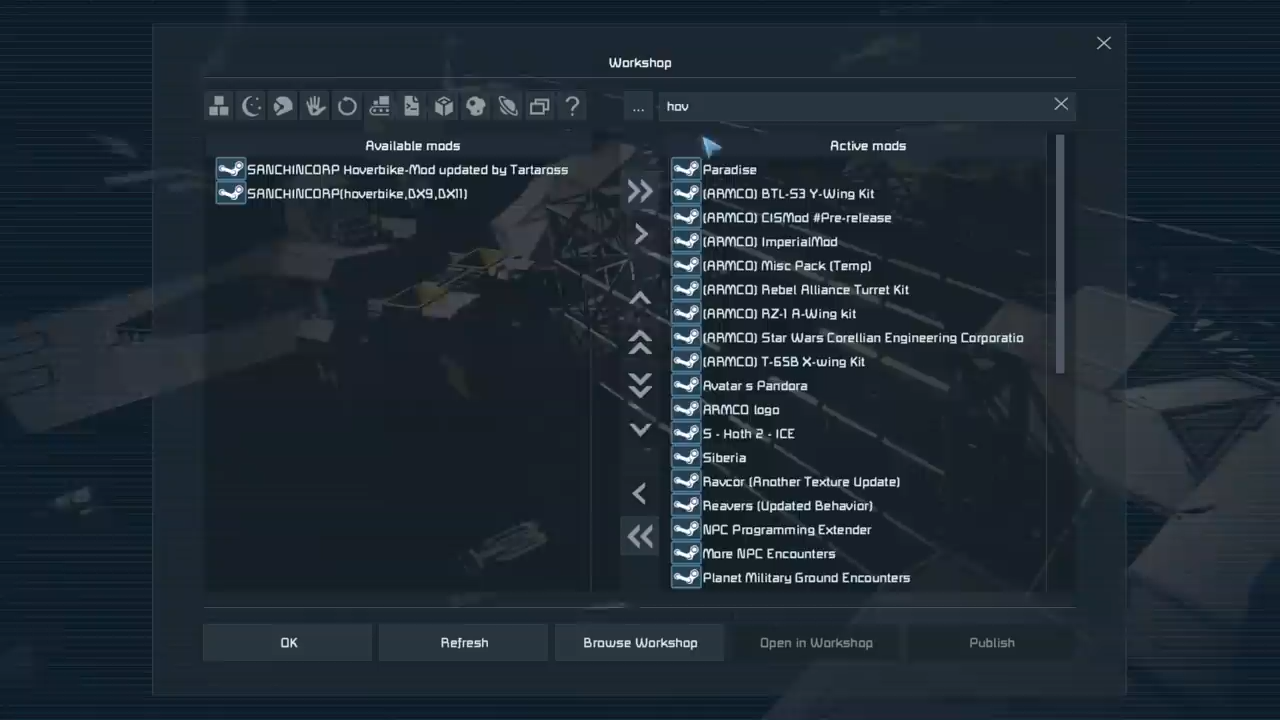 Workshop
?
...
hov
Available mods
SANCHINCORP Hoverbike-Mod updated by Tartaross
SANCHINCORP(hoverbike,DX9,DX11)
Active mods
Paradise
(ARMCO) BTL-S3 Y-Wing Kit
(ARMCO) CISMod #Pre-release
(ARMCO) ImperialMod
(ARMCO) Misc Pack (Temp)
(ARMCO) Rebel Alliance Turret Kit
(ARMCO) RZ-1 A-Wing kit
(ARMCO) Star Wars Corellian Engineering Corporatio
(ARMCO) T-65B X-wing Kit
Avatar s Pandora
ARMCO logo
S - Hoth 2 - ICE
Siberia
Ravcor (Another Texture Update)
Reavers (Updated Behavior)
NPC Programming Extender
More NPC Encounters
Planet Military Ground Encounters
OK
Refresh
Browse Workshop
Open in Workshop
Publish